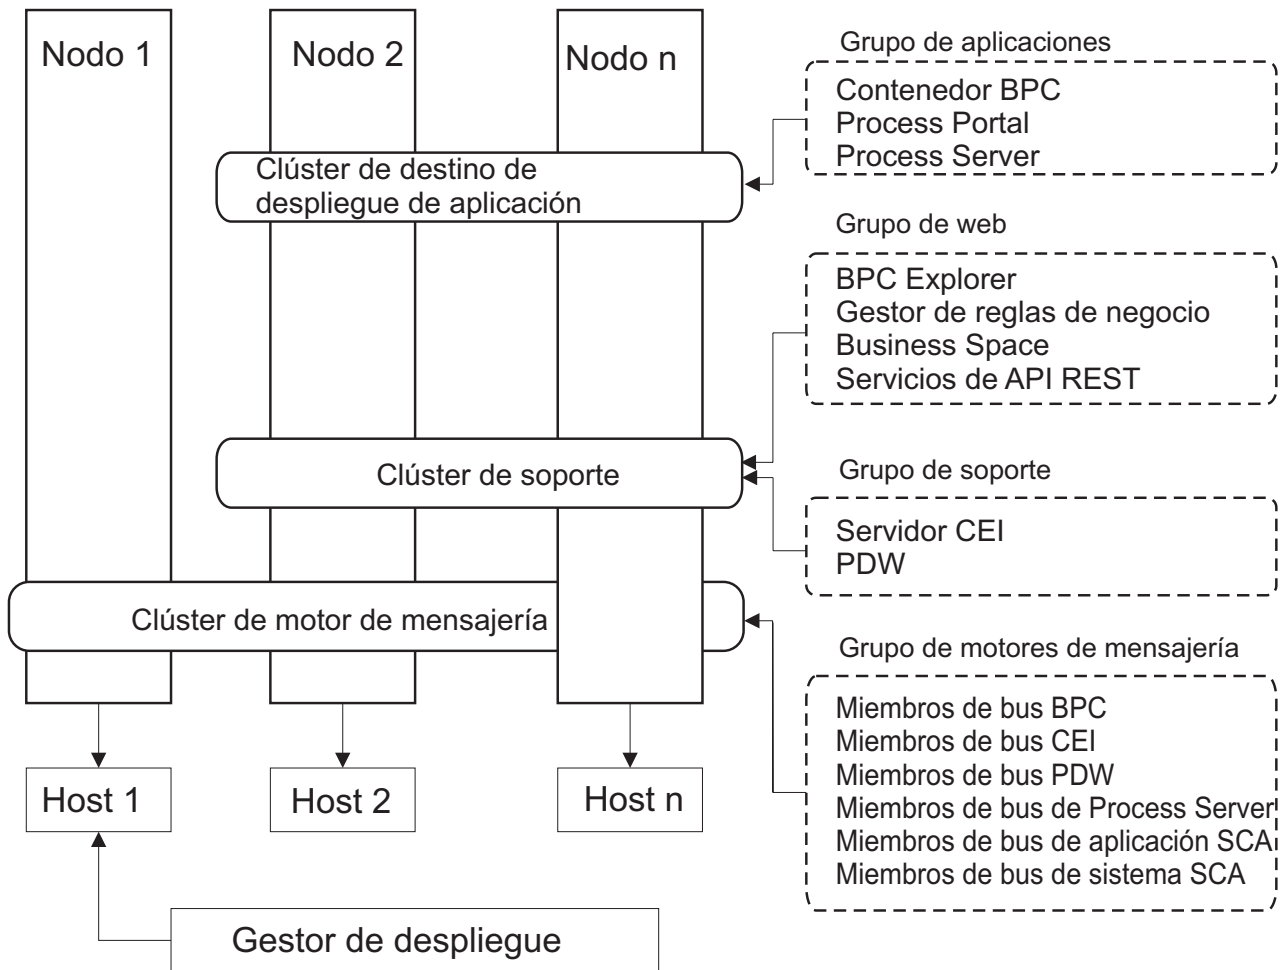 Nodo 1
Nodo 2
Nodo n
Clúster de destino de
despliegue de aplicación
Clúster de soporte
Clúster de motor de mensajería
Host 1
Host 2
Host n
Gestor de despliegue
Grupo de aplicaciones
Contenedor BPC
Process Portal
Process Server
Grupo de web
BPC Explorer
Gestor de reglas de negocio
Business Space
Servicios de API REST
Grupo de soporte
Servidor CEI
PDW
Grupo de motores de mensajería
Miembros de bus BPC
Miembros de bus CEI
Miembros de bus PDW
Miembros de bus de Process Server
Miembros de bus de aplicación SCA
Miembros de bus de sistema SCA